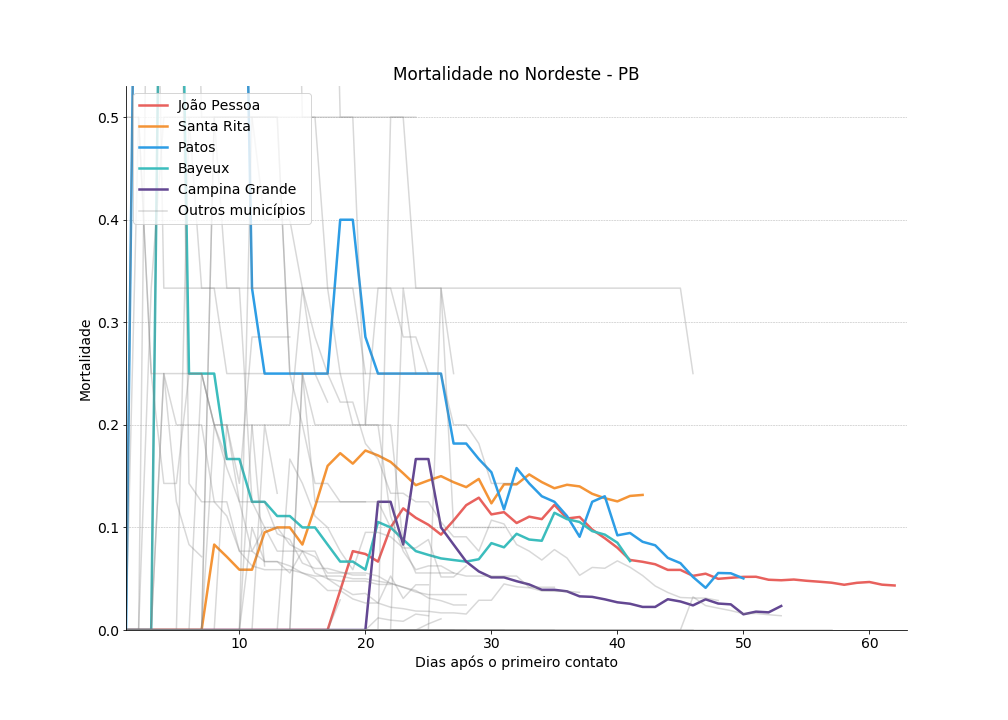 Mortalidade no Nordeste - PB
João Pessoa
Santa Rita
Patos
Bayeux
Campina Grande
Outros municípios
Mortalidade
0.5
0.4
0.3
0.2
0.1
0.0
10 20 30 40 50 60
Dias após o primeiro contato